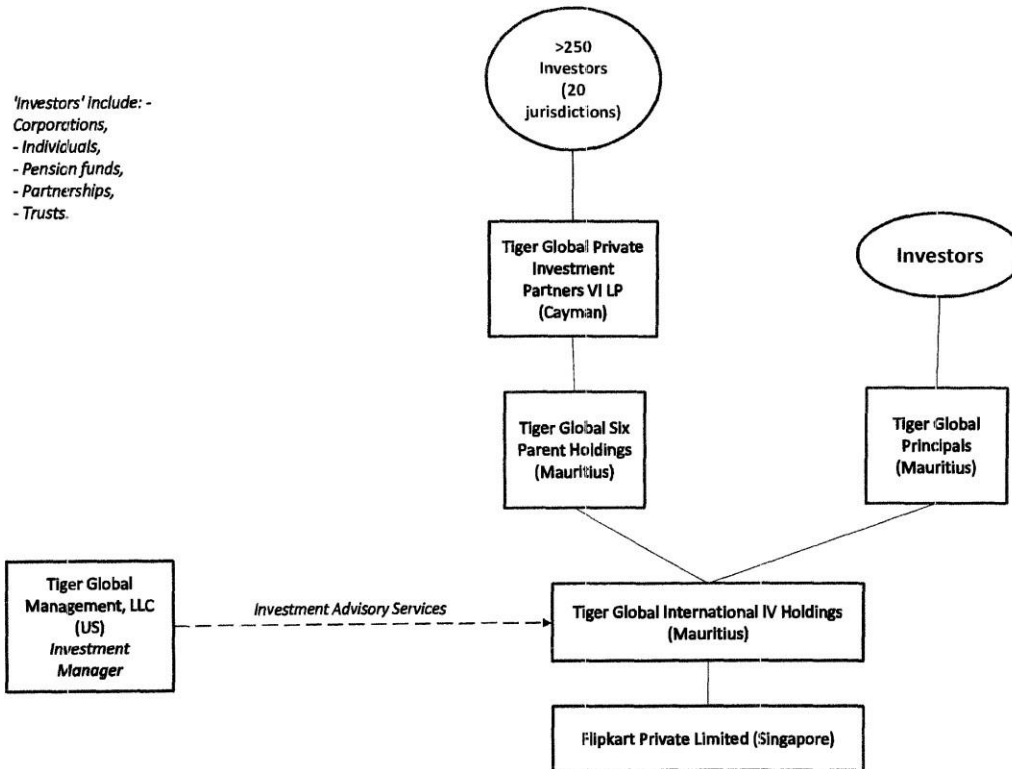 >250
Investors
(20
jurisdictions)
'Investors' include: -
Corporations,
- Individuals,
- Pension funds,
- Partnerships,
- Trusts.
Tiger Global Private
Investment
Partners VI LP
(Cayman)
Investors
Tiger Global Six
Parent Holdings
(Mauritius)
Tiger Global
Principals
(Mauritius)
Tiger Global
Management, LLC
(US)
Investment
Manager
Investment Advisory Services
Tiger Global International IV Holdings
(Mauritius)
Flipkart Private Limited (Singapore)